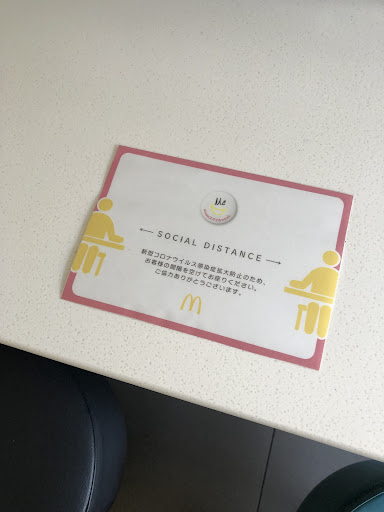 ← SOCIAL DISTANCE →
新型コロナウイルス感染症拡大防止のため、
お客様の間隔を空けてお座りください。
ご協力ありがとうございます。